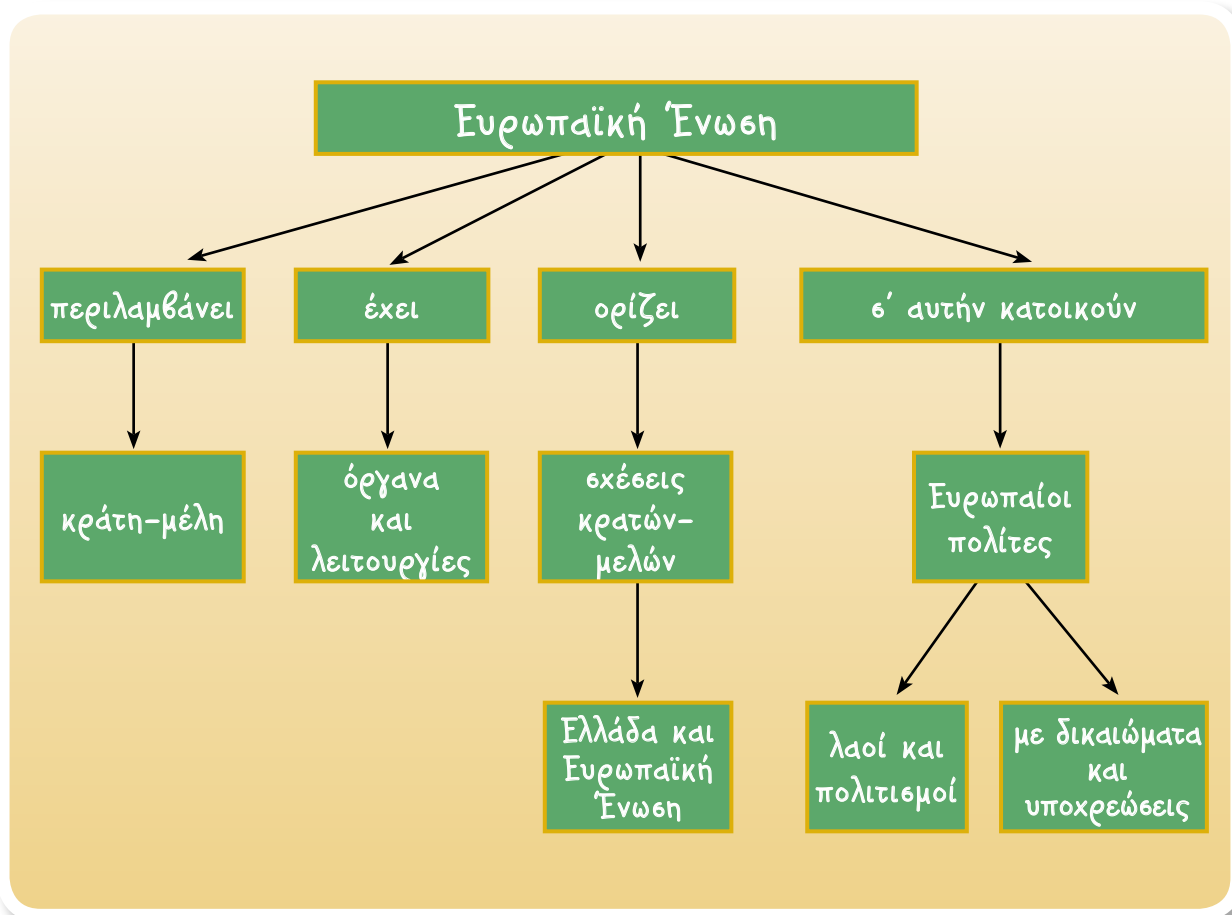 Ευρωπαϊκή Ένωση
περιλαμβάνει
έχει
ορίζει
σ΄ αυτήν κατοικούν
κράτη-μέλη
όργανα
και
λειτουργίες
σχέσεις
κρατών-
μελών
Ευρωπαίοι
πολίτες
Ελλάδα και
Ευρωπαϊκή
Ένωση
λαοί και
πολιτισμοί
με δικαιώματα
και
υποχρεώσεις